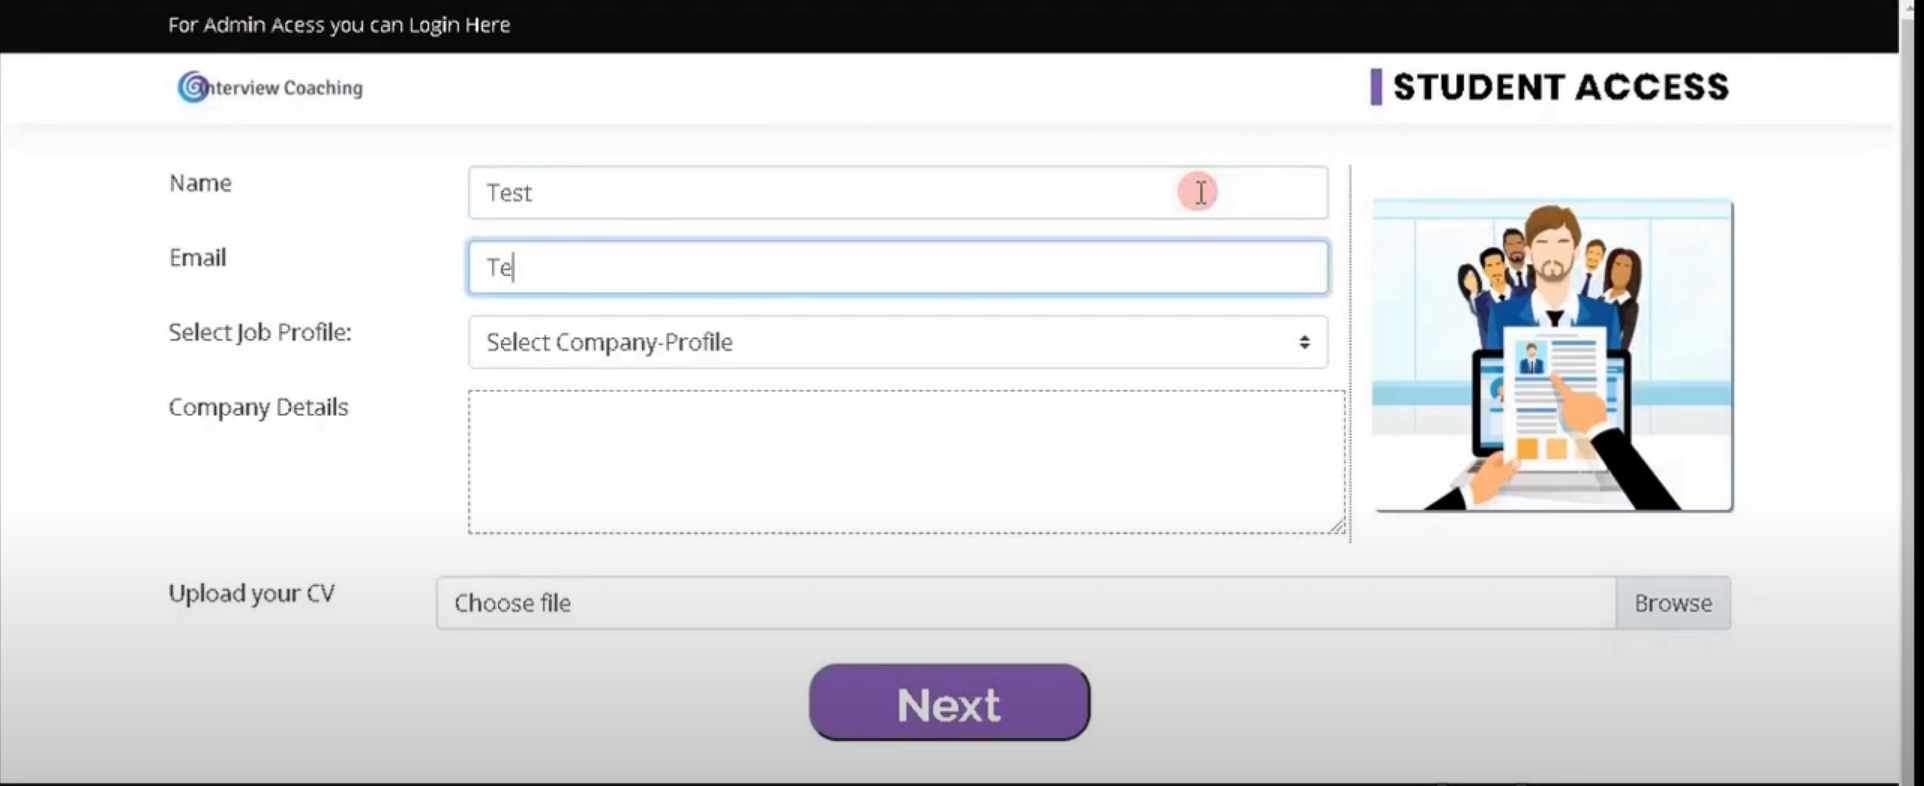 For Admin Acess you can Login Here
nterview Coaching
STUDENT ACCESS
Name
Test
Email
Te
Select Job Profile:
Select Company-Profile
Company Details
Upload your CV
Choose file
Browse
Next